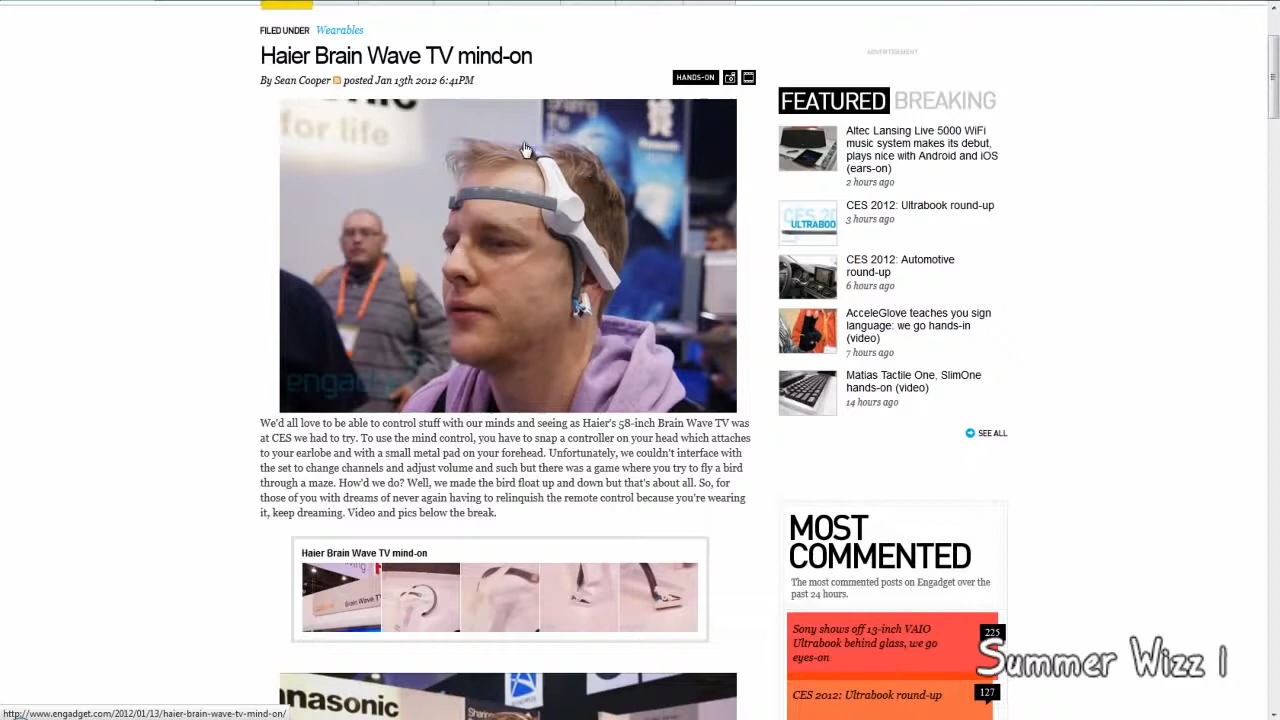 FILED UNDER Wearables
Haier Brain Wave TV mind-on
By Sean Cooper posted Jan 13th 2012 6:41PM
HANDS-ON
for life
engadget
We'd all love to be able to control stuff with our minds and seeing as Haier's 58-inch Brain Wave TV was
at CES we had to try. To use the mind control, you have to snap a controller on your head which attaches
to your earlobe and with a small metal pad on your forehead. Unfortunately, we couldn't interface with
the set to change channels and adjust volume and such but there was a game where you try to fly a bird
through a maze. How'd we do? Well, we made the bird float up and down but that's about all. So, for
those of you with dreams of never again having to relinquish the remote control because you're wearing
it, keep dreaming. Video and pics below the break.
Haier Brain Wave TV mind-on
Brain Wave TV
Panasonic
ADVERTISEMENT
FEATURED BREAKING
Altec Lansing Live 5000 WiFi
music system makes its debut,
plays nice with Android and iOS
(ears-on)
2 hours ago
ULTRABOO
CES 2012: Ultrabook round-up
3 hours ago
CES 2012: Automotive
round-up
6 hours ago
AcceleGlove teaches you sign
language: we go hands-in
(video)
7 hours ago
Matias Tactile One, SlimOne
hands-on (video)
14 hours ago
SEE ALL
MOST
COMMENTED
The most commented posts on Engadget over the
past 24 hours.
Sony shows off 13-inch VAIO
Ultrabook behind glass, we go
eyes-on
225
CES 2012: Ultrabook round-up
127
Summer Wizz 1
http://www.engadget.com/2012/01/13/haier-brain-wave-tv-mind-on/